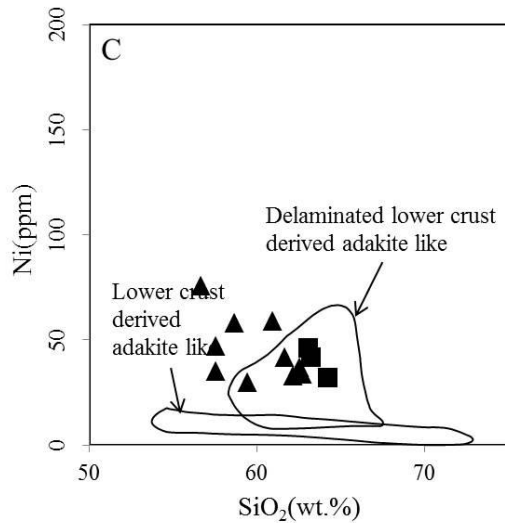 C
200
150
100
50
0
Ni(ppm)
Delaminated lower crust
derived adakite like
Lower crust
derived
adakite lik
50
60
70
SiO₂(wt.%)